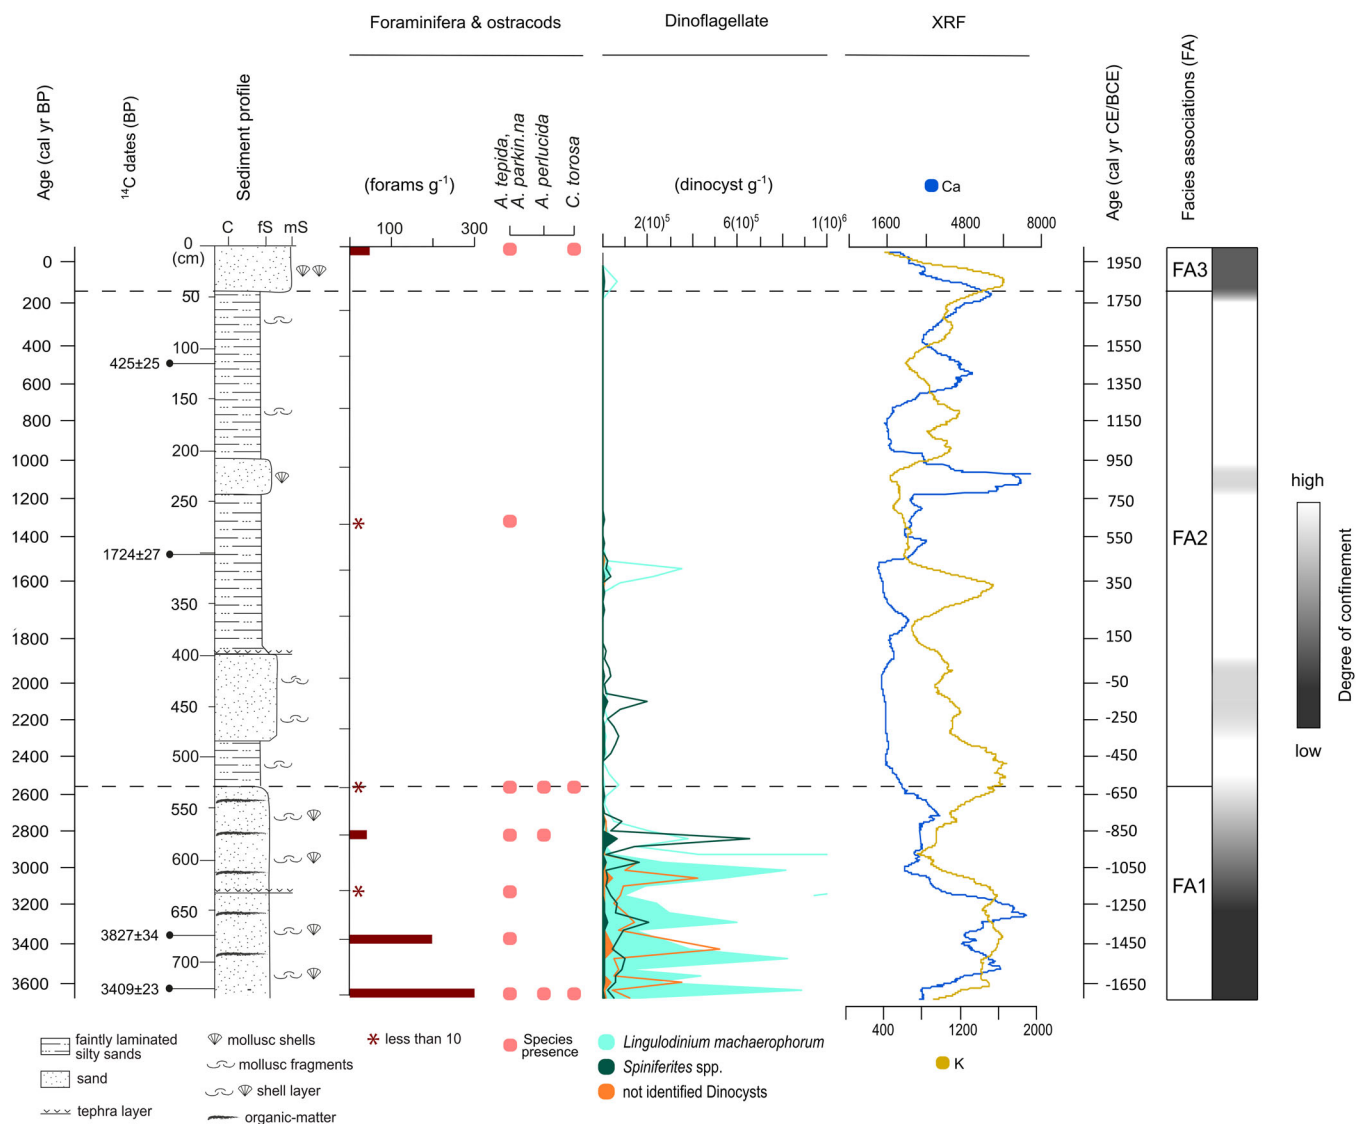 Foraminifera & ostracods
Dinoflagellate
XRF
Age (cal yr BP)
¹⁴C dates (BP)
Sediment profile
(forams g⁻¹)
A. tepida,
A. parkin.na
A. perlucida
C. torosa
(dinocyst g⁻¹)
Ca
Age (cal yr CE/BCE)
Facies associations (FA)
C fS mS
100 300
2(10⁵) 6(10⁵) 1(10⁶)
1600 4800 8000
0
200
400
600
800
1000
1200
1400
1600
1800
2000
2200
2400
2600
2800
3000
3200
3400
3600
425±25
1724±27
3827±34
3409±23
0
(cm)
50
100
150
200
250
350
400
450
500
550
600
650
700
1950
1750
1550
1350
1150
950
750
550
350
150
-50
-250
-450
-650
-850
-1050
-1250
-1450
-1650
FA3
FA2
FA1
high
Degree of confinement
low
400 1200 2000
K
faintly laminated
silty sands
sand
tephra layer
mollusc shells
mollusc fragments
shell layer
organic-matter
less than 10
Species
presence
Lingulodinium machaerophorum
Spiniferites spp.
not identified Dinocysts